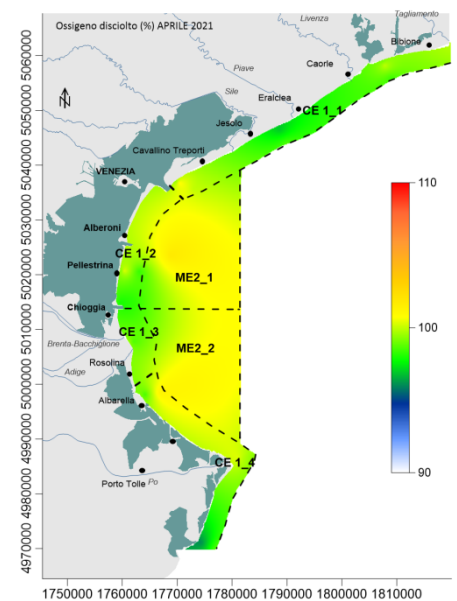 Ossigeno disciolto (%) APRILE 2021
Tagliamento
Livenza
Bibione
Caorle
Piave
Eralclea
CE 1_1
Sile
N
Jesolo
Cavallino Treporti
VENEZIA
Alberoni
CE 1_2
Pellestrina
ME2_1
Chioggia
CE 1_3
Brenta-Bacchiglione
ME2_2
Rosolina
Adige
Albarella
CE 1_4
Porto Tolle
Po
110
100
90
5060000
5050000
5040000
5030000
5020000
5010000
5000000
4990000
4980000
4970000
1750000 1760000 1770000 1780000 1790000 1800000 1810000